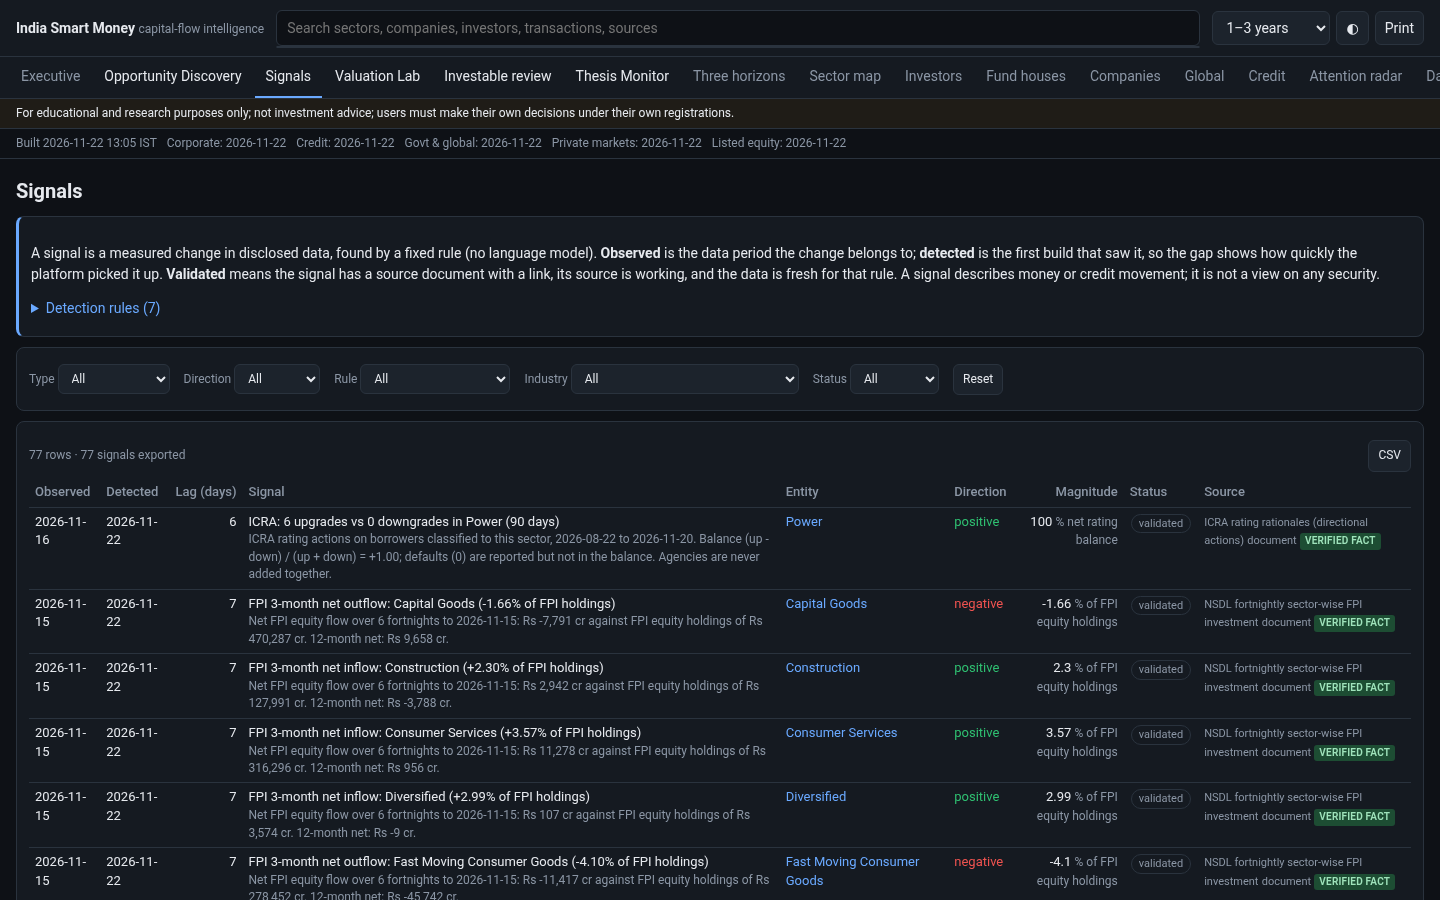 India Smart Money capital-flow intelligence
Search sectors, companies, investors, transactions, sources
1–3 years
Print
Executive Opportunity Discovery Signals Valuation Lab Investable review Thesis Monitor Three horizons Sector map Investors Fund houses Companies Global Credit Attention radar
For educational and research purposes only; not investment advice; users must make their own decisions under their own registrations.
Built 2026-11-22 13:05 IST Corporate: 2026-11-22 Credit: 2026-11-22 Govt & global: 2026-11-22 Private markets: 2026-11-22 Listed equity: 2026-11-22
Signals
A signal is a measured change in disclosed data, found by a fixed rule (no language model). Observed is the data period the change belongs to; detected is the first build that saw it, so the gap shows how quickly the
platform picked it up. Validated means the signal has a source document with a link, its source is working, and the data is fresh for that rule. A signal describes money or credit movement; it is not a view on any security.
Detection rules (7)
Type All Direction All Rule All Industry All Status All Reset
77 rows · 77 signals exported
CSV
Observed Detected Lag (days) Signal Entity Direction Magnitude Status Source
2026-11-16 2026-11-22 6 ICRA: 6 upgrades vs 0 downgrades in Power (90 days)
ICRA rating actions on borrowers classified to this sector, 2026-08-22 to 2026-11-20. Balance (up -
down) / (up + down) = +1.00; defaults (0) are reported but not in the balance. Agencies are never
added together.
Power positive 100 % net rating balance validated ICRA rating rationales (directional actions) document VERIFIED FACT
2026-11-15 2026-11-22 7 FPI 3-month net outflow: Capital Goods (-1.66% of FPI holdings)
Net FPI equity flow over 6 fortnights to 2026-11-15: Rs -7,791 cr against FPI equity holdings of Rs
470,287 cr. 12-month net: Rs 9,658 cr.
Capital Goods negative -1.66 % of FPI equity holdings validated NSDL fortnightly sector-wise FPI investment document VERIFIED FACT
2026-11-15 2026-11-22 7 FPI 3-month net inflow: Construction (+2.30% of FPI holdings)
Net FPI equity flow over 6 fortnights to 2026-11-15: Rs 2,942 cr against FPI equity holdings of Rs
127,991 cr. 12-month net: Rs -3,788 cr.
Construction positive 2.3 % of FPI equity holdings validated NSDL fortnightly sector-wise FPI investment document VERIFIED FACT
2026-11-15 2026-11-22 7 FPI 3-month net inflow: Consumer Services (+3.57% of FPI holdings)
Net FPI equity flow over 6 fortnights to 2026-11-15: Rs 11,278 cr against FPI equity holdings of Rs
316,296 cr. 12-month net: Rs 956 cr.
Consumer Services positive 3.57 % of FPI equity holdings validated NSDL fortnightly sector-wise FPI investment document VERIFIED FACT
2026-11-15 2026-11-22 7 FPI 3-month net inflow: Diversified (+2.99% of FPI holdings)
Net FPI equity flow over 6 fortnights to 2026-11-15: Rs 107 cr against FPI equity holdings of Rs
3,574 cr. 12-month net: Rs -9 cr.
Diversified positive 2.99 % of FPI equity holdings validated NSDL fortnightly sector-wise FPI investment document VERIFIED FACT
2026-11-15 2026-11-22 7 FPI 3-month net outflow: Fast Moving Consumer Goods (-4.10% of FPI holdings)
Net FPI equity flow over 6 fortnights to 2026-11-15: Rs -11,417 cr against FPI equity holdings of Rs
278,452 cr. 12-month net: Rs -45,742 cr.
Fast Moving Consumer Goods negative -4.1 % of FPI equity holdings validated NSDL fortnightly sector-wise FPI investment document VERIFIED FACT